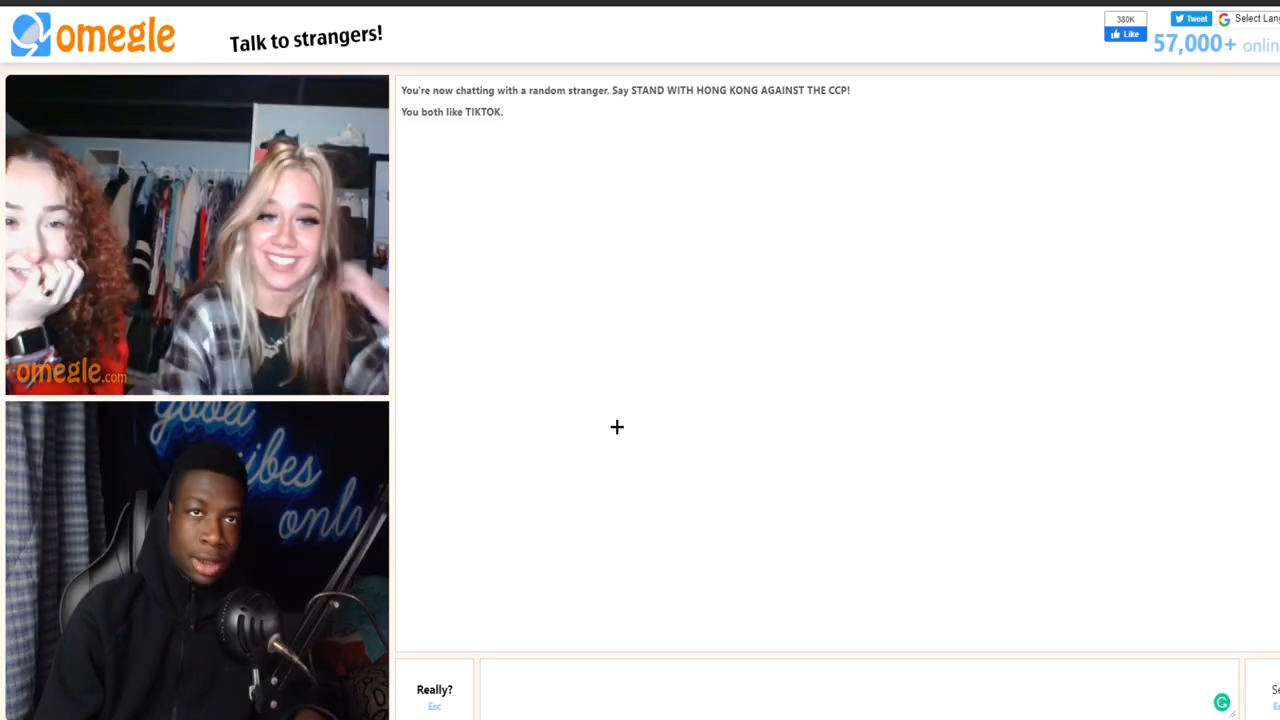 omegle
Talk to strangers!
380K
Like
Tweet
Select Lang
57,000+ onlin
You're now chatting with a random stranger. Say STAND WITH HONG KONG AGAINST THE CCP!
You both like TIKTOK.
omegle.com
good
vibes
only
Really?
Esc
Se